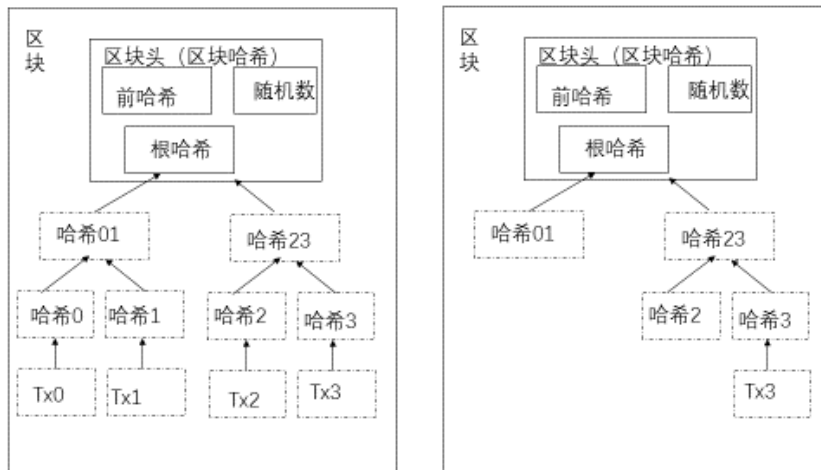 区块
区块头（区块哈希）
前哈希
随机数
根哈希
哈希01
哈希23
哈希0
哈希1
哈希2
哈希3
Tx0
Tx1
Tx2
Tx3
区块
区块头（区块哈希）
前哈希
随机数
根哈希
哈希01
哈希23
哈希2
哈希3
Tx3